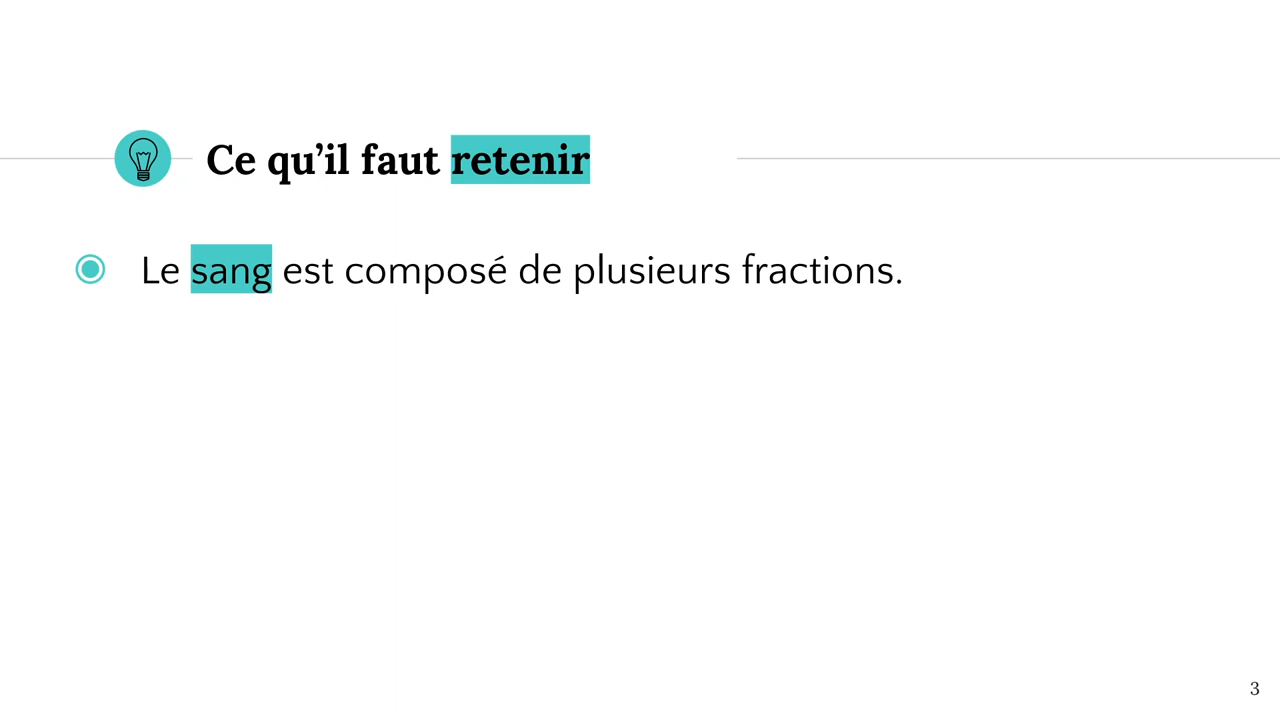 Ce qu’il faut retenir
Le sang est composé de plusieurs fractions.
3